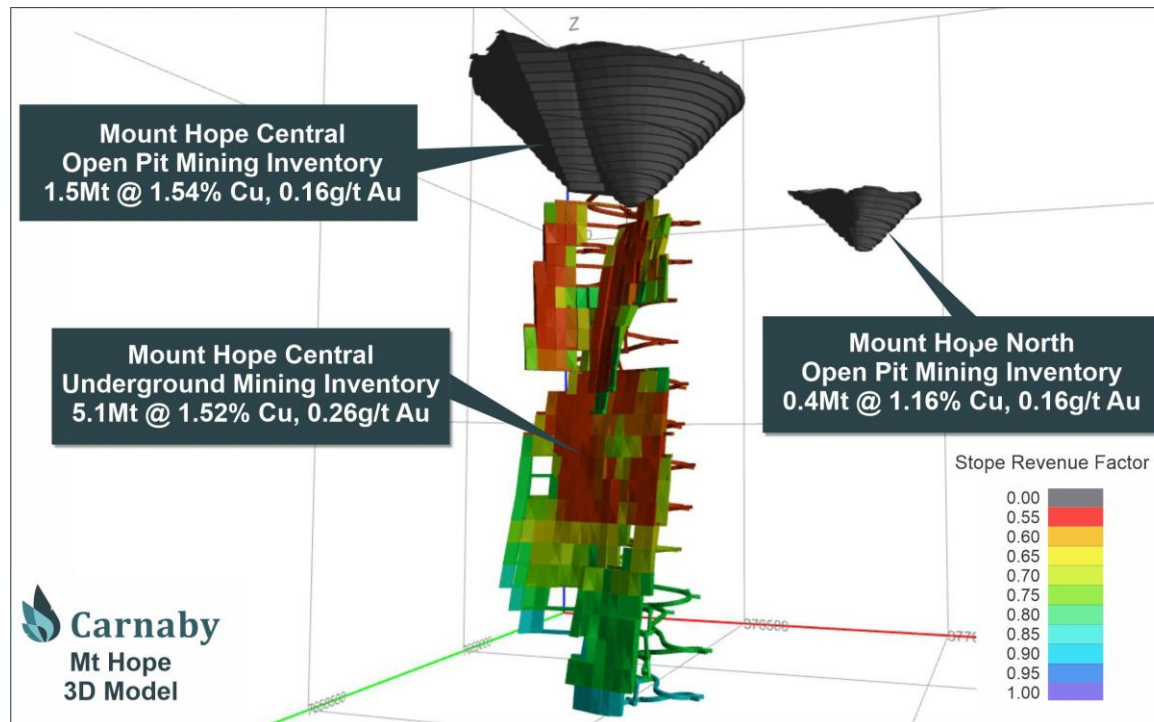 Z
Mount Hope Central
Open Pit Mining Inventory
1.5Mt @ 1.54% Cu, 0.16g/t Au
Mount Hope Central
Underground Mining Inventory
5.1Mt @ 1.52% Cu, 0.26g/t Au
Mount Hope North
Open Pit Mining Inventory
0.4Mt @ 1.16% Cu, 0.16g/t Au
Stope Revenue Factor
0.00
0.55
0.60
0.65
0.70
0.75
0.80
0.85
0.90
0.95
1.00
376500
Carnaby
Mt Hope
3D Model